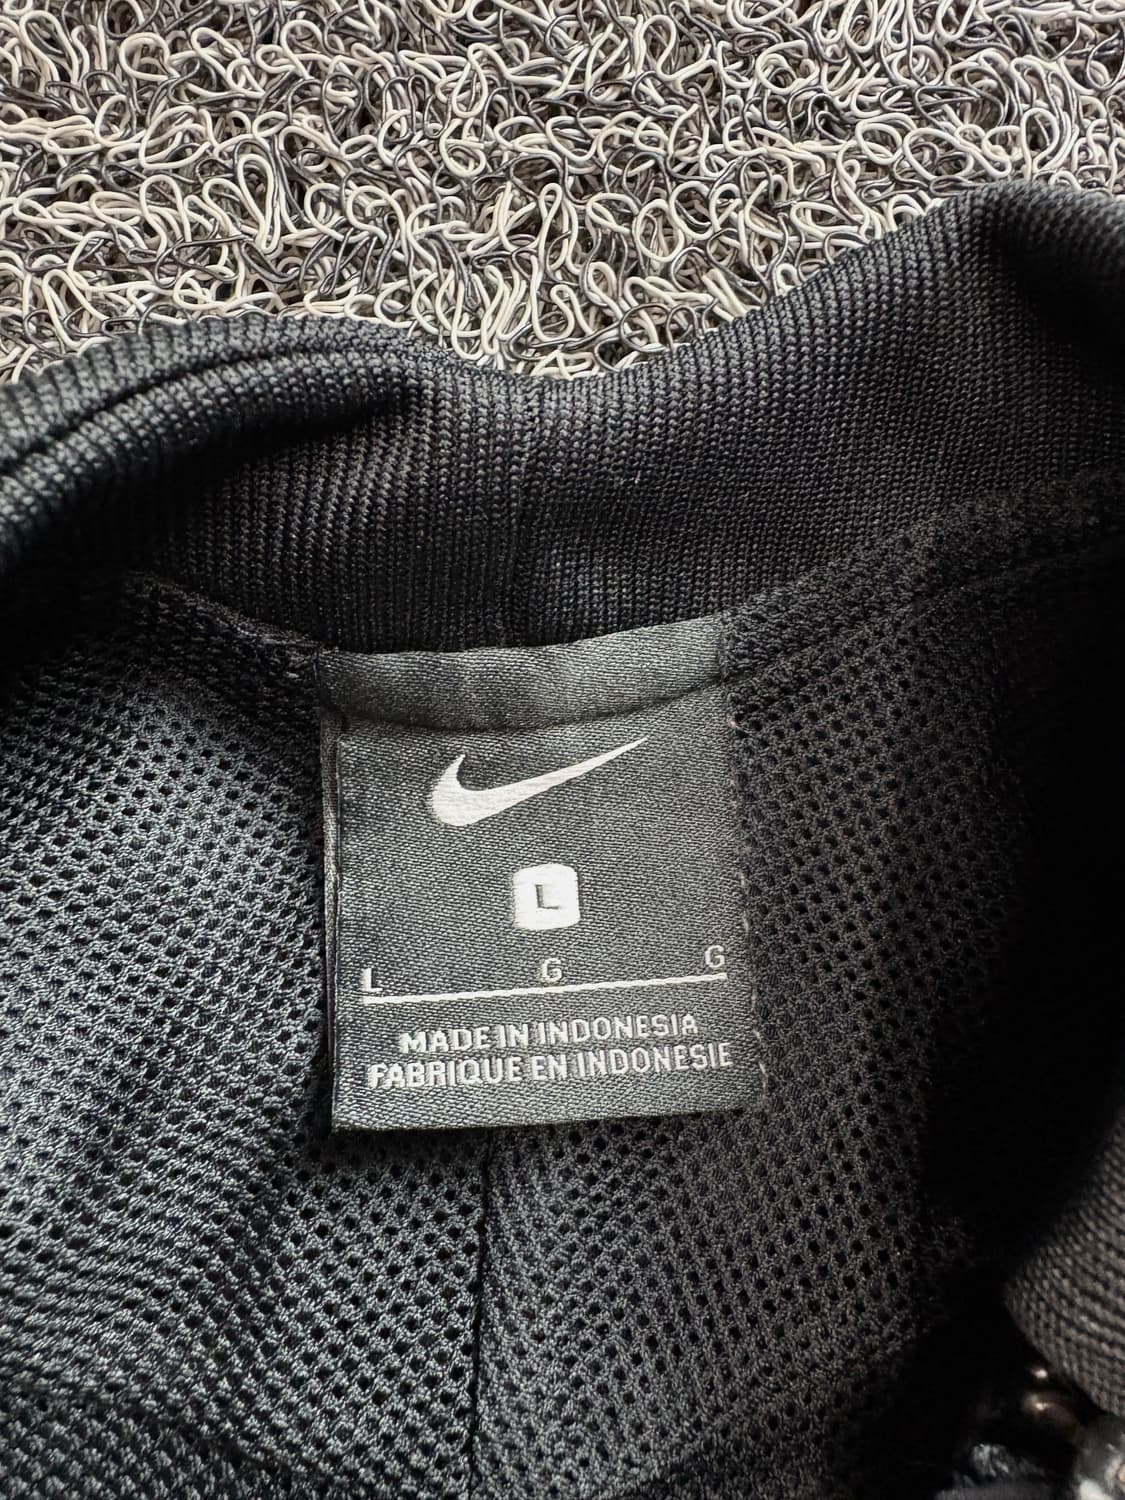 L
L G G
MADE IN INDONESIA
FABRIQUE EN INDONESIE